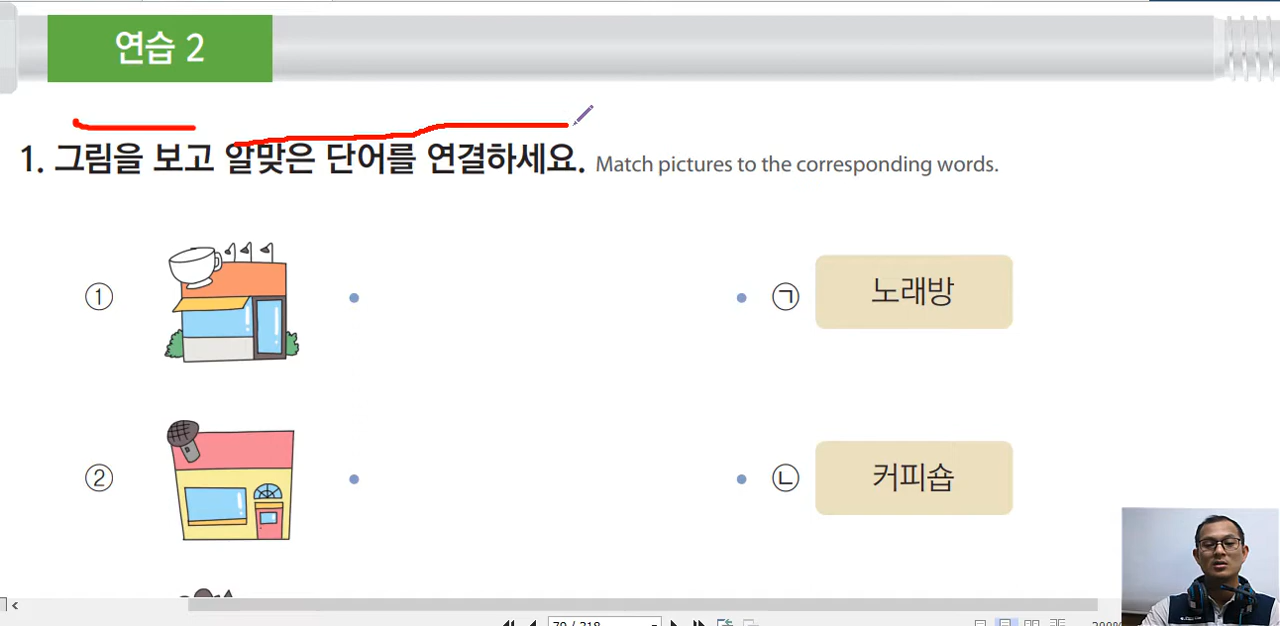 연습 2
1. 그림을 보고 알맞은 단어를 연결하세요. Match pictures to the corresponding words.
① ㉠ 노래방
② ㉡ 커피숍